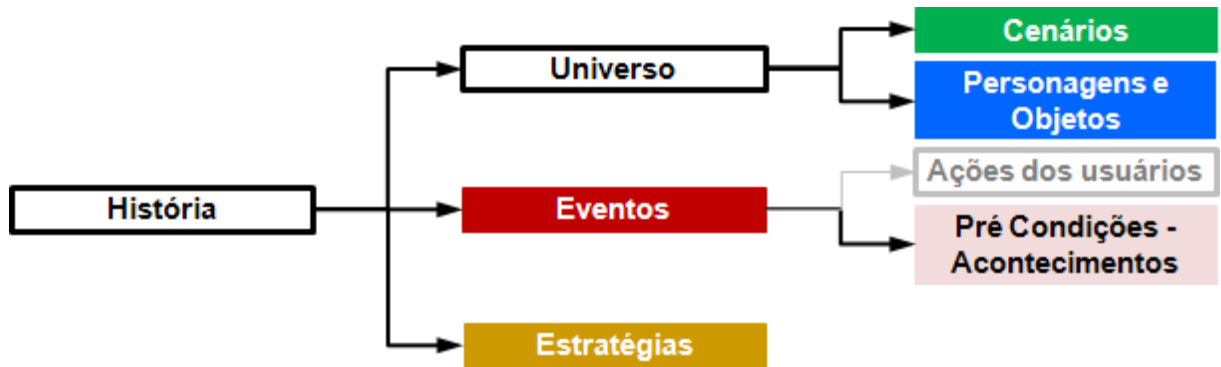 Cenários
Universo
Personagens e
Objetos
Ações dos usuários
História
Eventos
Pré Condições -
Acontecimentos
Estratégias